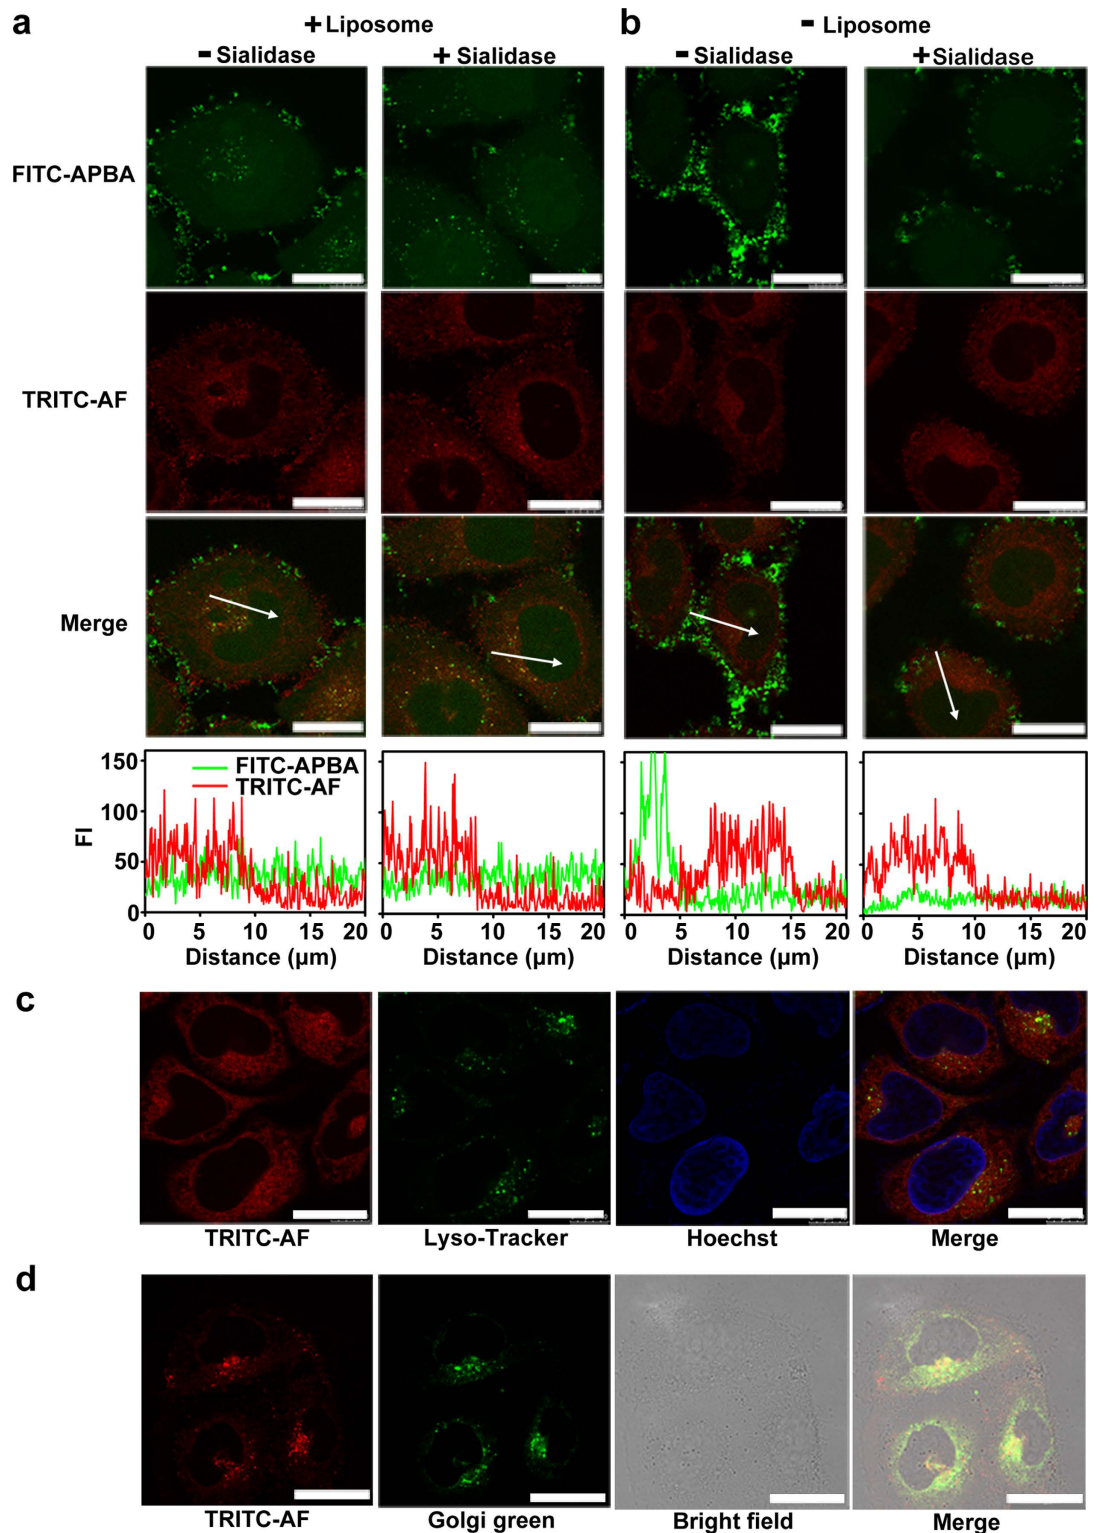 a
+Liposome
b
- Liposome
- Sialidase
+ Sialidase
- Sialidase
+Sialidase
FITC-APBA
TRITC-AF
Merge
FITC-APBA
TRITC-AF
FI
150
100
50
0
0 5 10 15 20
0 5 10 15 20
0 5 10 15 20
0 5 10 15 20
Distance (µm)
Distance (µm)
Distance (µm)
Distance (µm)
c
TRITC-AF
Lyso-Tracker
Hoechst
Merge
d
TRITC-AF
Golgi green
Bright field
Merge